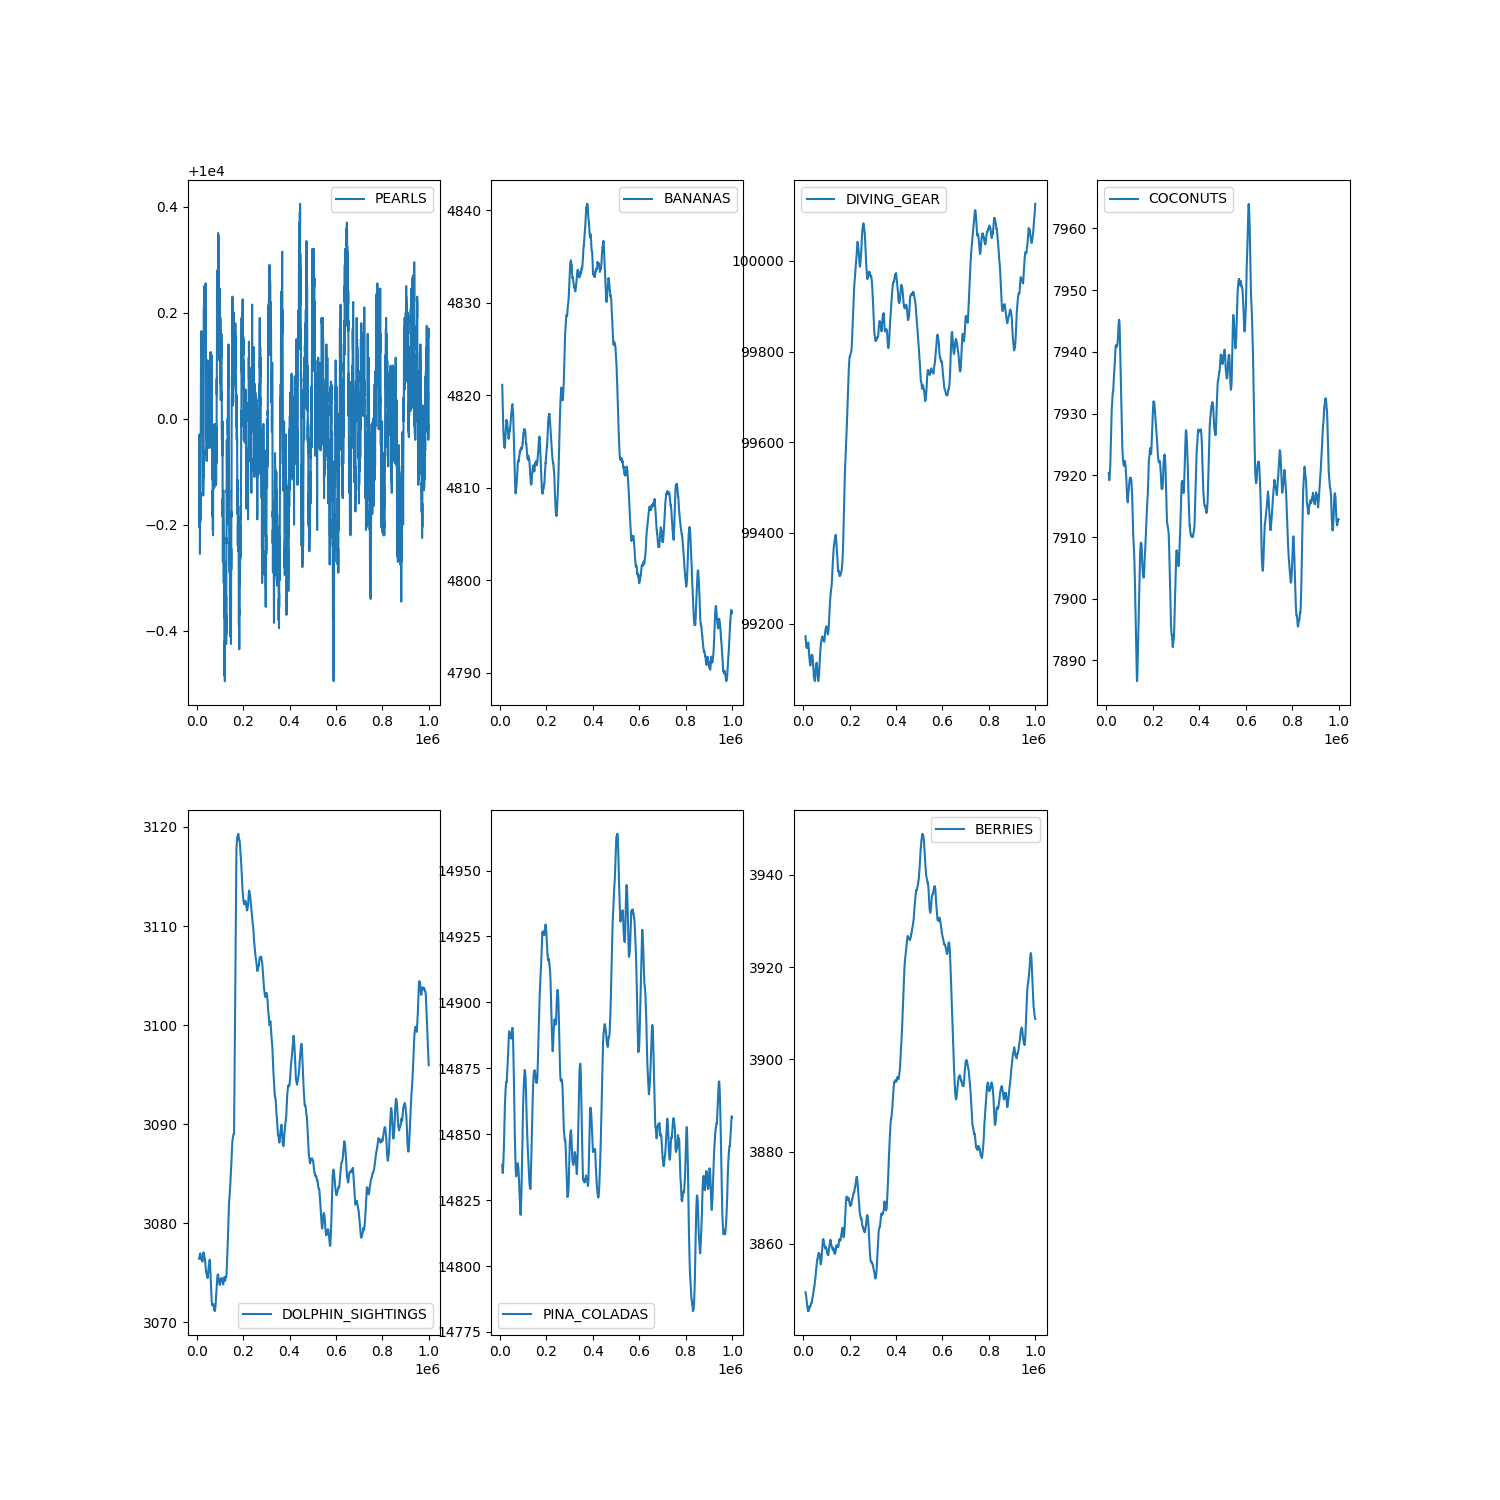 +1e4
PEARLS
0.4
0.2
0.0
−0.2
−0.4
0.0 0.2 0.4 0.6 0.8 1.0
1e6
BANANAS
4840
4830
4820
4810
4800
4790
0.0 0.2 0.4 0.6 0.8 1.0
1e6
DIVING_GEAR
100000
99800
99600
99400
99200
0.0 0.2 0.4 0.6 0.8 1.0
1e6
COCONUTS
7960
7950
7940
7930
7920
7910
7900
7890
0.0 0.2 0.4 0.6 0.8 1.0
1e6
3120
3110
3100
3090
3080
3070
DOLPHIN_SIGHTINGS
0.0 0.2 0.4 0.6 0.8 1.0
1e6
14950
14925
14900
14875
14850
14825
14800
14775
PINA_COLADAS
0.0 0.2 0.4 0.6 0.8 1.0
1e6
BERRIES
3940
3920
3900
3880
3860
0.0 0.2 0.4 0.6 0.8 1.0
1e6